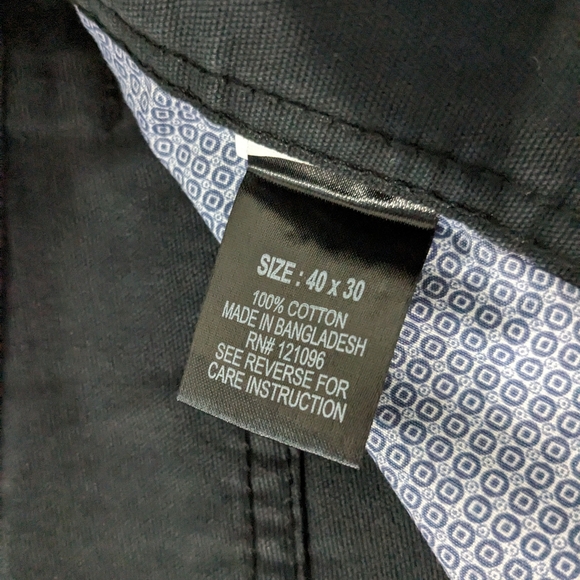 SIZE : 40 x 30
100% COTTON
MADE IN BANGLADESH
RN# 121096
SEE REVERSE FOR
CARE INSTRUCTION